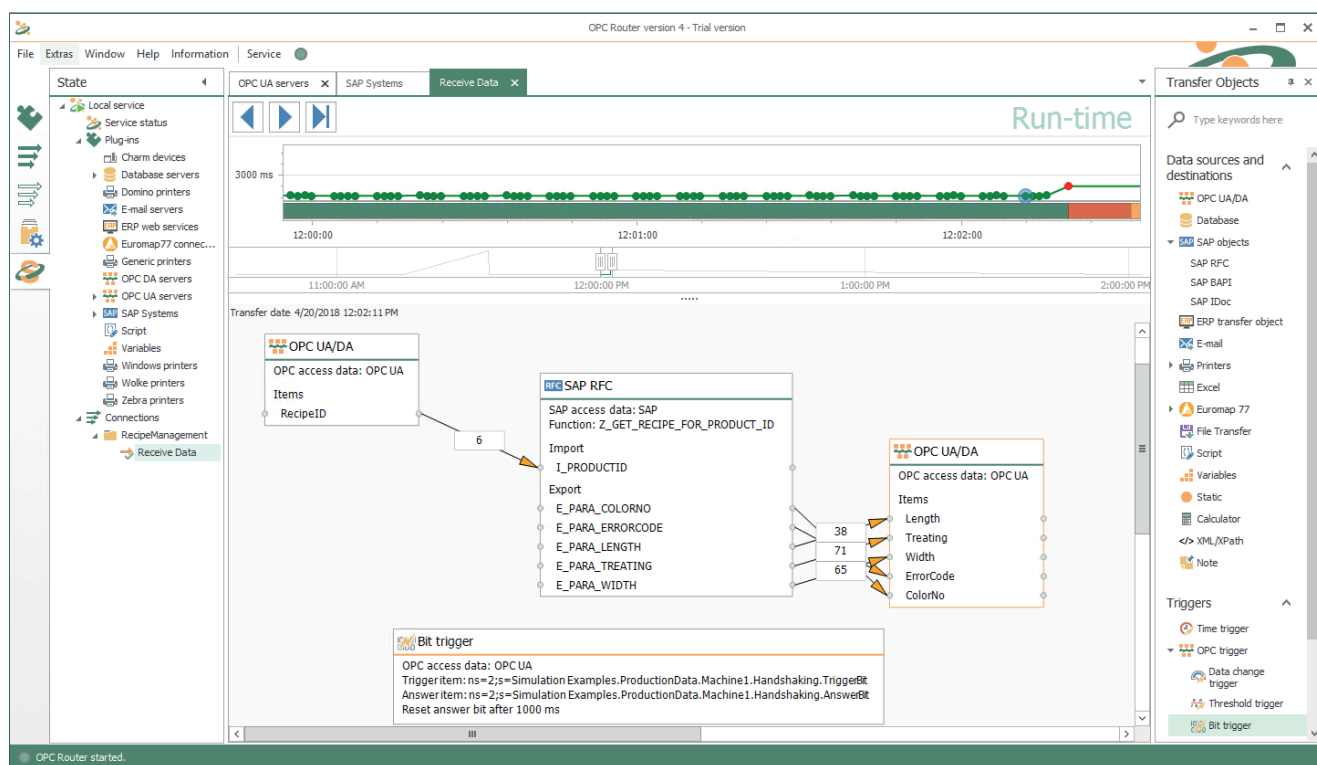 OPC Router version 4 - Trial version
File Extras Window Help Information Service
State
Local service
Service status
Plug-ins
Charm devices
Database servers
Domino printers
E-mail servers
ERP web services
Euromap77 connec...
Generic printers
OPC DA servers
OPC UA servers
SAP Systems
Script
Variables
Windows printers
Wolke printers
Zebra printers
Connections
RecipeManagement
Receive Data
OPC UA servers SAP Systems Receive Data
Run-time
3000 ms
12:00:00 12:01:00 12:02:00
11:00:00 AM 12:00:00 PM 1:00:00 PM 2:00:00 PM
Transfer date 4/20/2018 12:02:11 PM
OPC UA/DA
OPC access data: OPC UA
Items
RecipeID
6
RFC SAP RFC
SAP access data: SAP
Function: Z_GET_RECIPE_FOR_PRODUCT_ID
Import
I_PRODUCTID
Export
E_PARA_COLORNO
E_PARA_ERRORCODE
E_PARA_LENGTH
E_PARA_TREATING
E_PARA_WIDTH
38
71
65
OPC UA/DA
OPC access data: OPC UA
Items
Length
Treating
Width
ErrorCode
ColorNo
Bit trigger
OPC access data: OPC UA
Triggeritem: ns=2;s=Simulation Examples.ProductionData.Machine1.Handshaking.TriggerBit
Answeritem: ns=2;s=Simulation Examples.ProductionData.Machine1.Handshaking.AnswerBit
Reset answer bit after 1000 ms
Transfer Objects
Type keywords here
Data sources and
destinations
OPC UA/DA
Database
SAP SAP objects
SAP RFC
SAP BAPI
SAP IDoc
ERP ERP transfer object
E-mail
Printers
Excel
Euromap 77
File Transfer
Script
Variables
Static
Calculator
</> XML/XPath
Note
Triggers
Time trigger
OPC trigger
Data change
trigger
Threshold trigger
Bit trigger
OPC Router started.